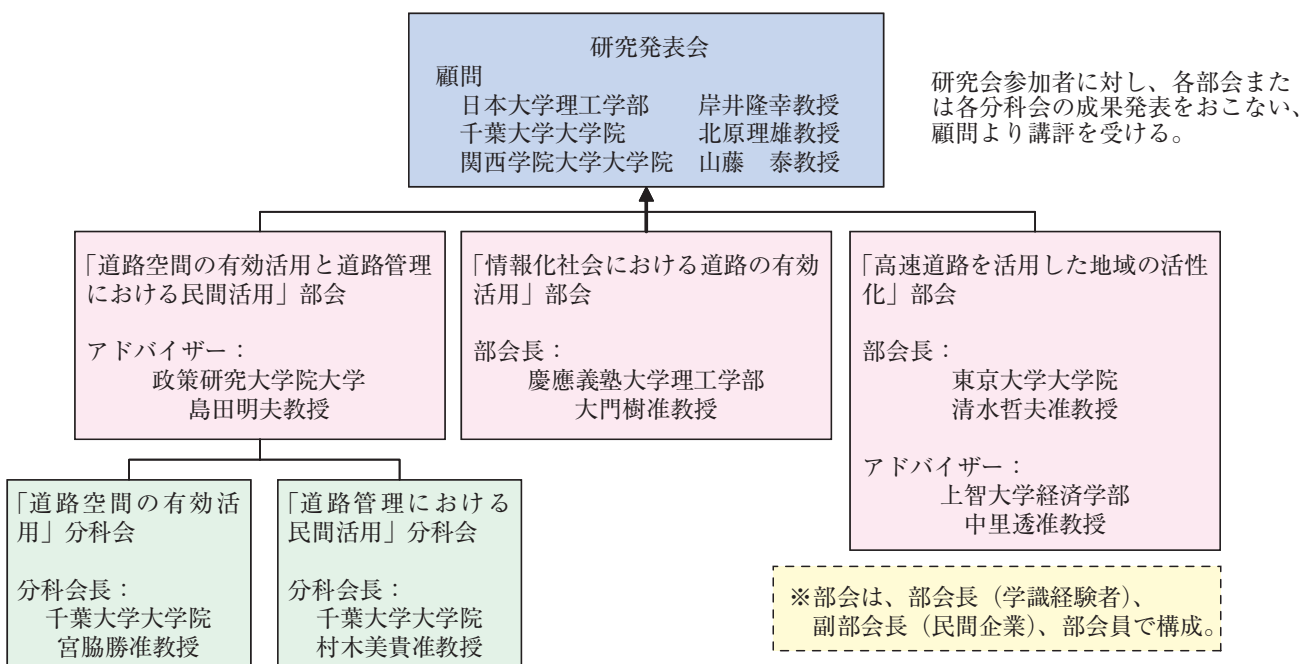 研究発表会
顧問
日本大学理工学部　岸井隆幸教授
千葉大学大学院　北原理雄教授
関西学院大学大学院　山藤　泰教授
研究会参加者に対し、各部会また
は各分科会の成果発表をおこない、
顧問より講評を受ける。
「道路空間の有効活用と道路管理
における民間活用」部会
アドバイザー：
政策研究大学院大学
島田明夫教授
「情報化社会における道路の有効
活用」部会
部会長：
慶應義塾大学理工学部
大門樹准教授
「高速道路を活用した地域の活性
化」部会
部会長：
東京大学大学院
清水哲夫准教授
アドバイザー：
上智大学経済学部
中里透准教授
「道路空間の有効活
用」分科会
分科会長：
千葉大学大学院
宮脇勝准教授
「道路管理における
民間活用」分科会
分科会長：
千葉大学大学院
村木美貴准教授
※部会は、部会長（学識経験者）、
副部会長（民間企業）、部会員で構成。